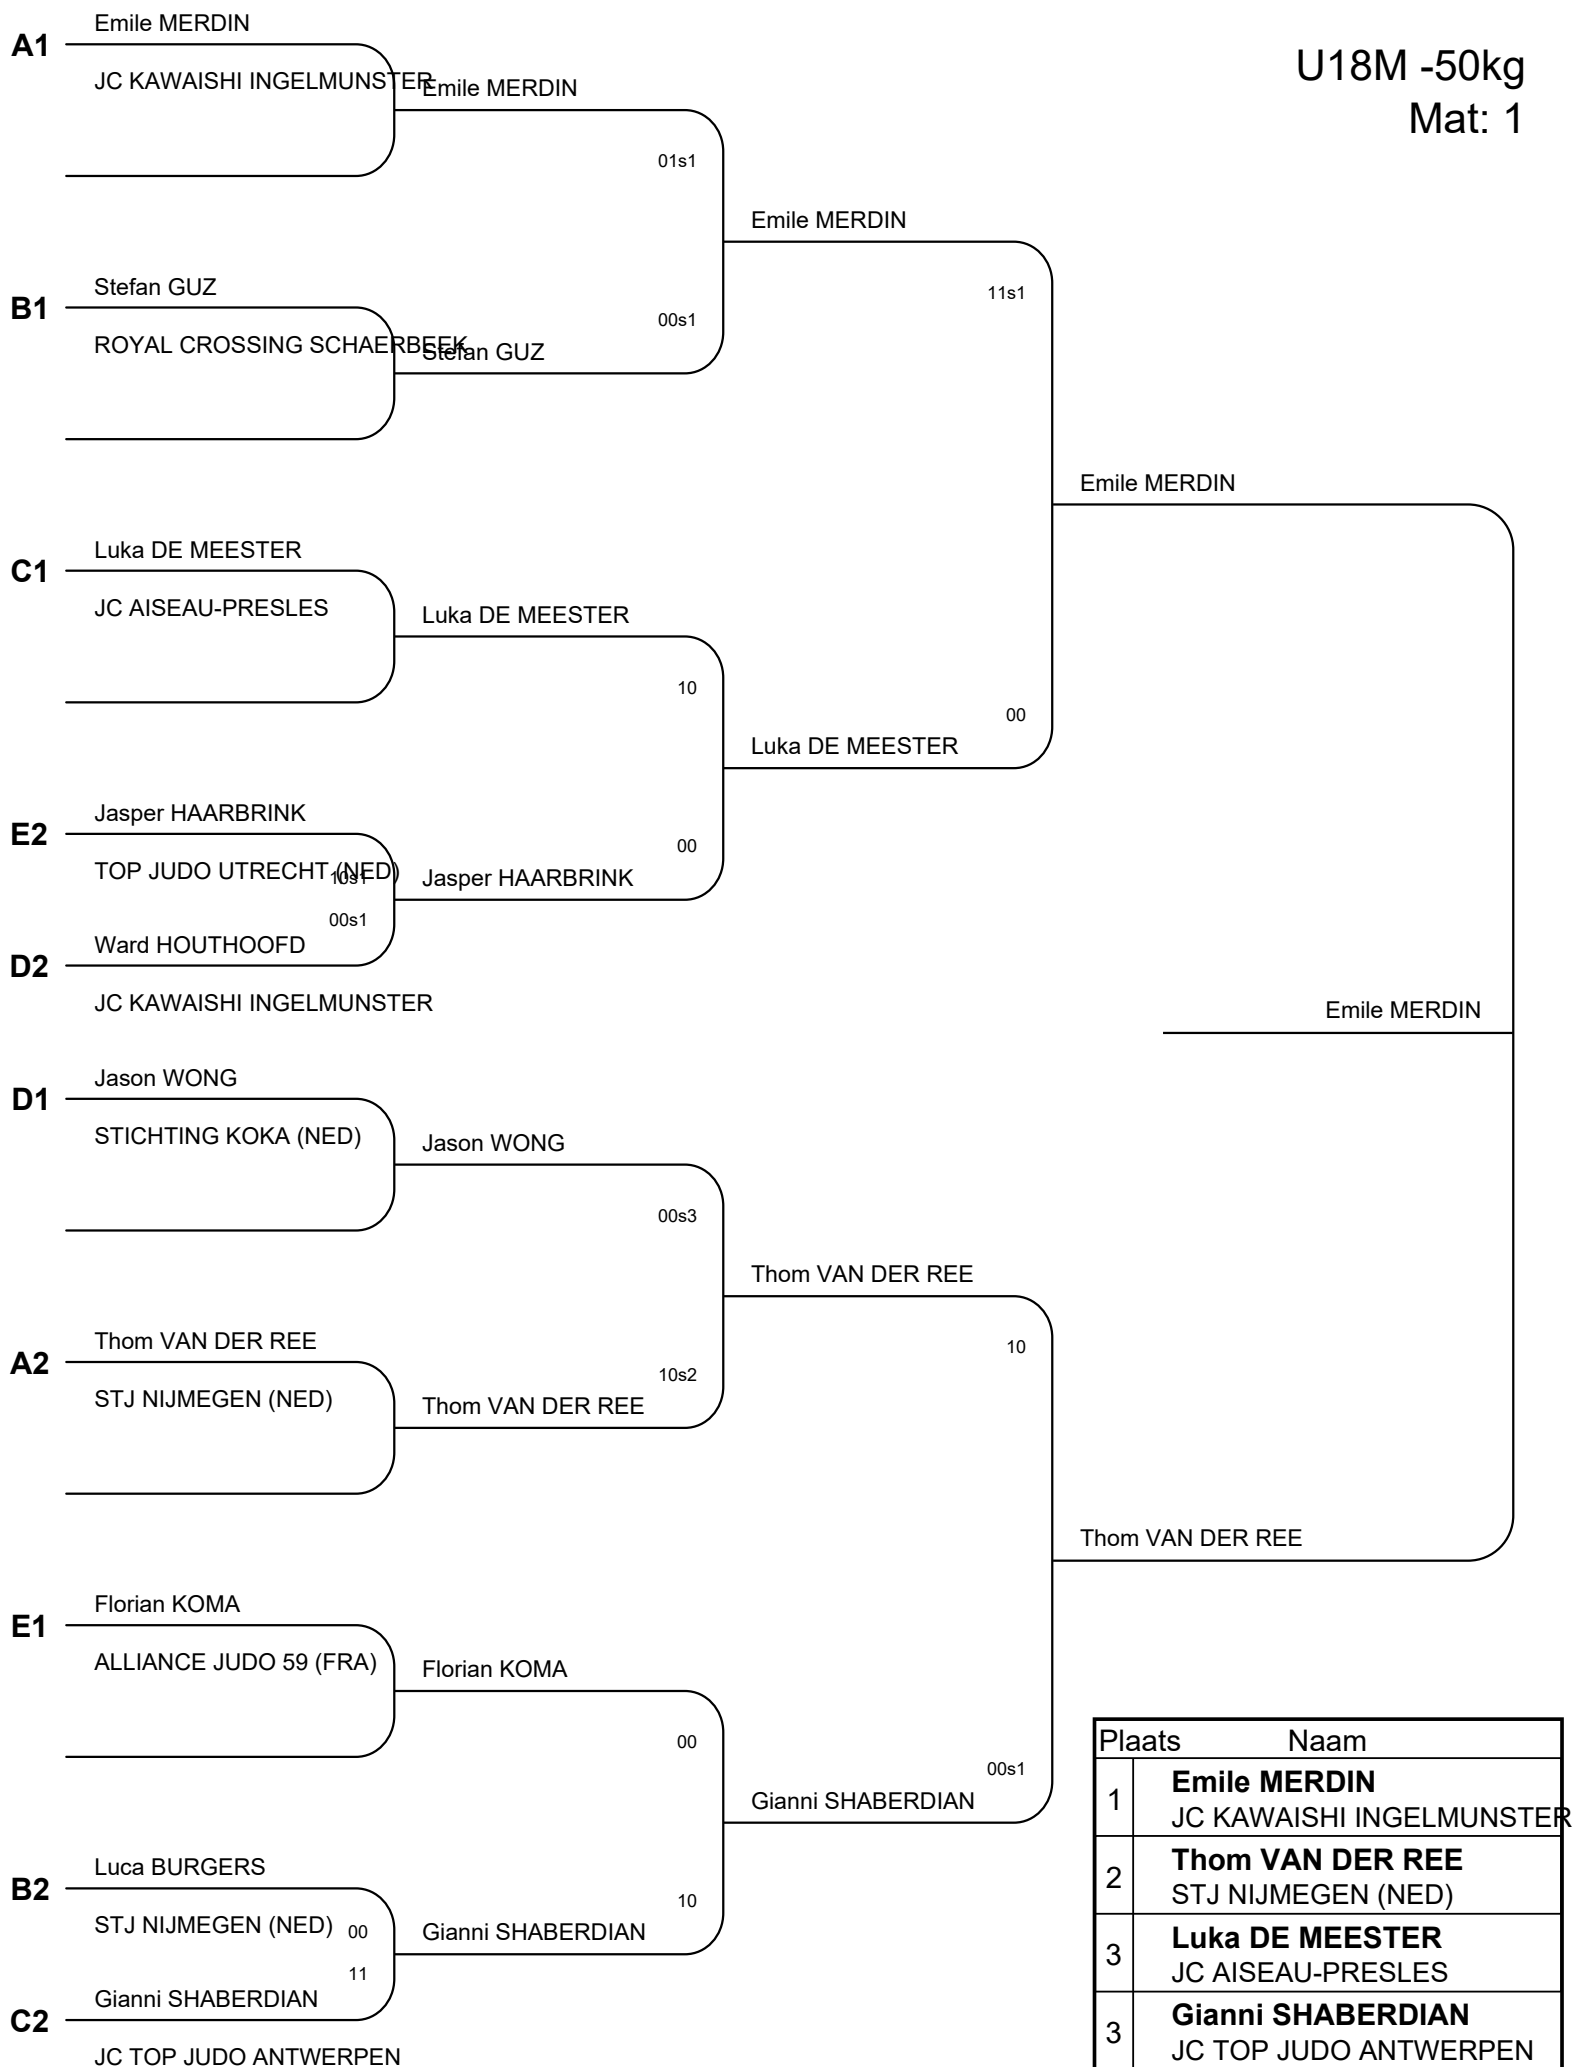 U18M -50kg
Mat: 1
A1
Emile MERDIN
JC KAWAISHI INGELMUNSTER
Emile MERDIN
01s1
Emile MERDIN
B1
Stefan GUZ
ROYAL CROSSING SCHAERBEEK
Stefan GUZ
00s1
11s1
Emile MERDIN
C1
Luka DE MEESTER
JC AISEAU-PRESLES
Luka DE MEESTER
10
00
Luka DE MEESTER
E2
Jasper HAARBRINK
TOP JUDO UTRECHT (NED)
10s1
00
Jasper HAARBRINK
00s1
D2
Ward HOUTHOOFD
JC KAWAISHI INGELMUNSTER
Emile MERDIN
D1
Jason WONG
STICHTING KOKA (NED)
Jason WONG
00s3
Thom VAN DER REE
A2
Thom VAN DER REE
STJ NIJMEGEN (NED)
10s2
Thom VAN DER REE
10
Thom VAN DER REE
E1
Florian KOMA
ALLIANCE JUDO 59 (FRA)
Florian KOMA
00
00s1
Gianni SHABERDIAN
B2
Luca BURGERS
STJ NIJMEGEN (NED)
00
10
Gianni SHABERDIAN
11
C2
Gianni SHABERDIAN
JC TOP JUDO ANTWERPEN
Plaats Naam
1 Emile MERDIN
JC KAWAISHI INGELMUNSTER
2 Thom VAN DER REE
STJ NIJMEGEN (NED)
3 Luka DE MEESTER
JC AISEAU-PRESLES
3 Gianni SHABERDIAN
JC TOP JUDO ANTWERPEN